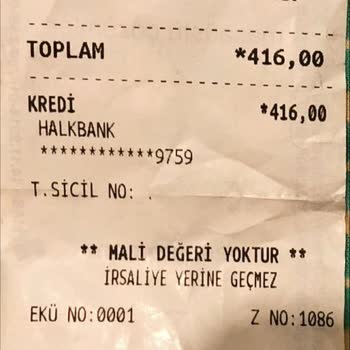 TOPLAM *416,00
KREDİ *416,00
HALKBANK
************9759
T.SİCİL NO: .
** MALİ DEĞERİ YOKTUR **
İRSALİYE YERİNE GEÇMEZ
EKÜ NO:0001 Z NO:1086